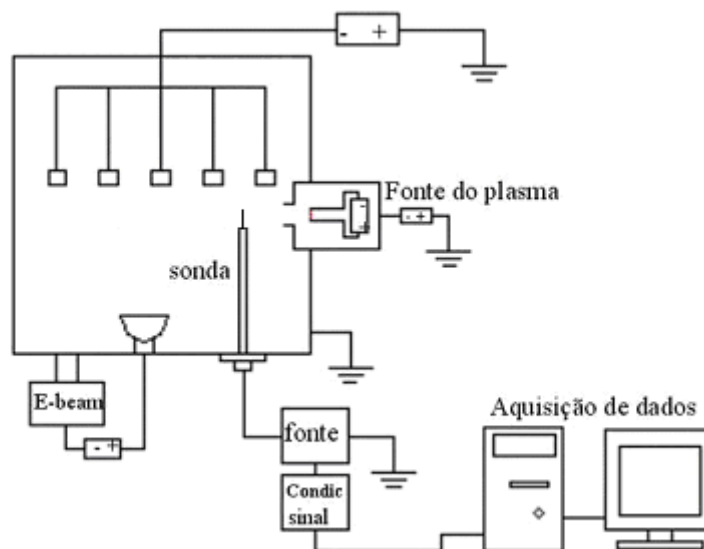 - +
Fonte do plasma
- +
- +
sonda
E-beam
- +
fonte
Condic
sinal
Aquisição de dados